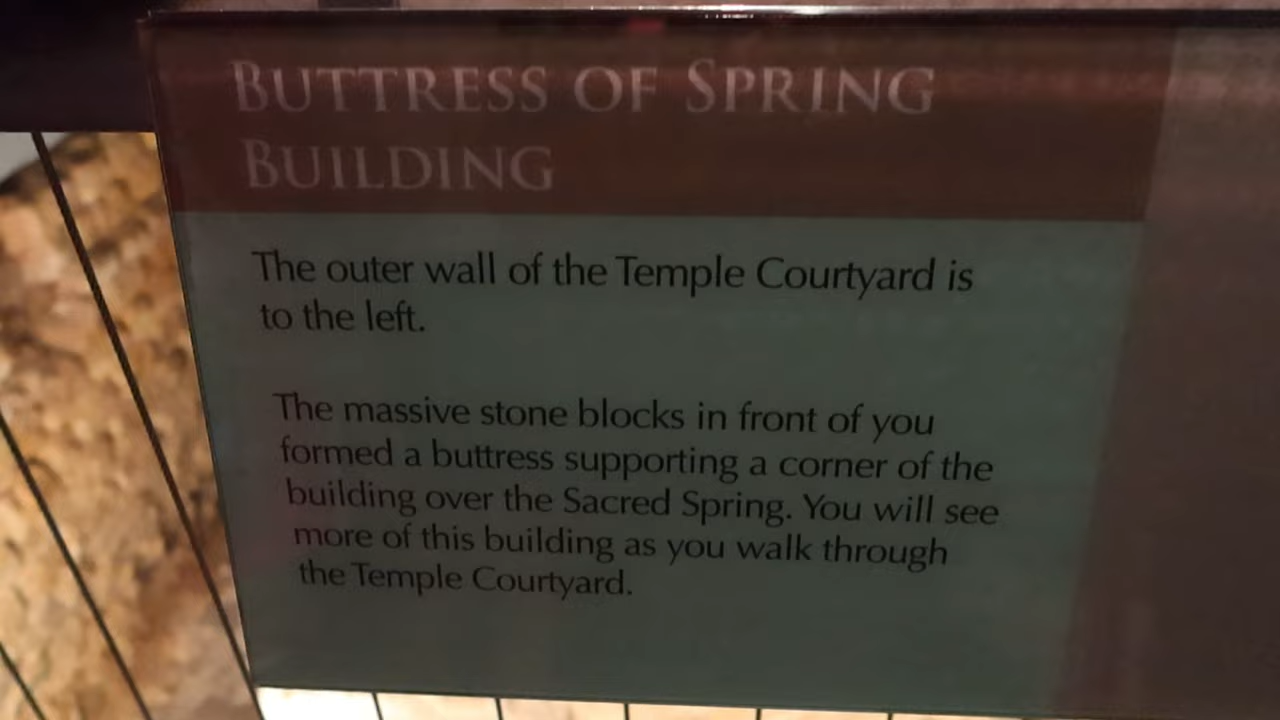 BUTTRESS OF SPRING
BUILDING
The outer wall of the Temple Courtyard is
to the left.
The massive stone blocks in front of you
formed a buttress supporting a corner of the
building over the Sacred Spring. You will see
more of this building as you walk through
the Temple Courtyard.